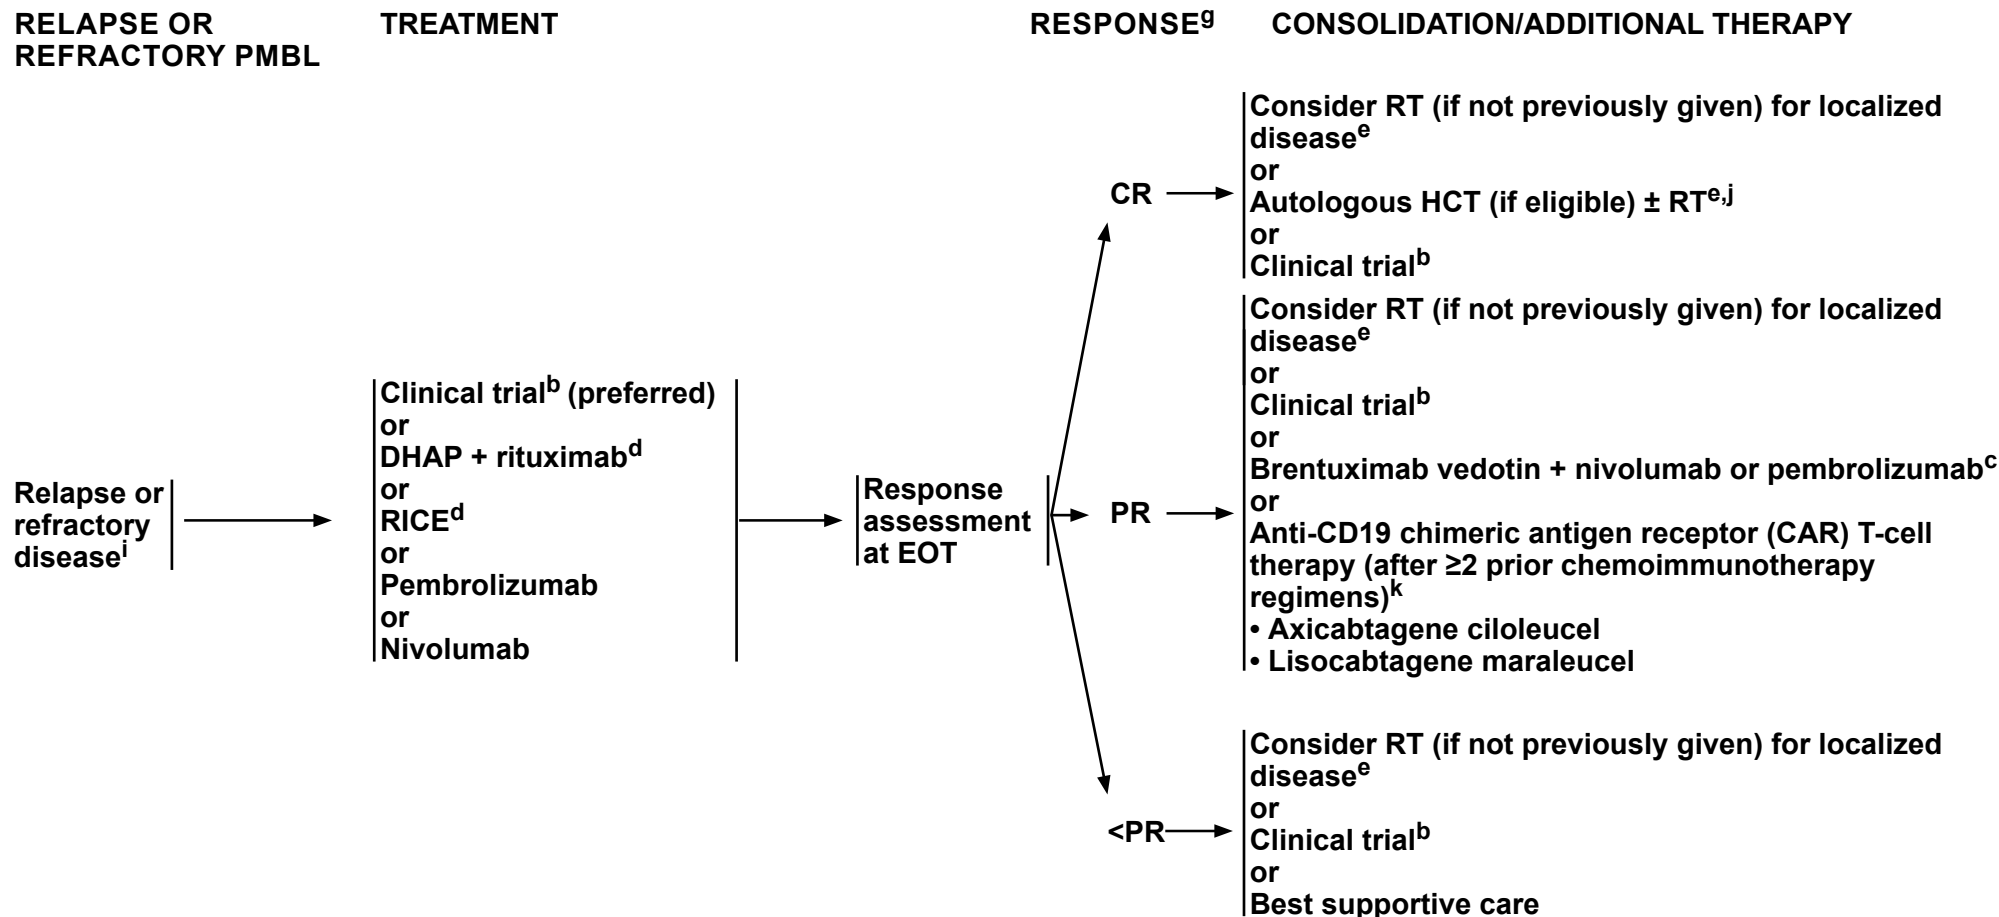 RELAPSE OR
REFRACTORY PMBL
TREATMENT
RESPONSEg
CONSOLIDATION/ADDITIONAL THERAPY
Relapse or
refractory
diseasei
Clinical trialb (preferred)
or
DHAP + rituximabd
or
RICEd
or
Pembrolizumab
or
Nivolumab
Response
assessment
at EOT
CR
Consider RT (if not previously given) for localized
diseasee
or
Autologous HCT (if eligible) ± RTe,j
or
Clinical trialb
PR
Consider RT (if not previously given) for localized
diseasee
or
Clinical trialb
or
Brentuximab vedotin + nivolumab or pembrolizumabc
or
Anti-CD19 chimeric antigen receptor (CAR) T-cell
therapy (after ≥2 prior chemoimmunotherapy
regimens)k
• Axicabtagene ciloleucel
• Lisocabtagene maraleucel
<PR
Consider RT (if not previously given) for localized
diseasee
or
Clinical trialb
or
Best supportive care